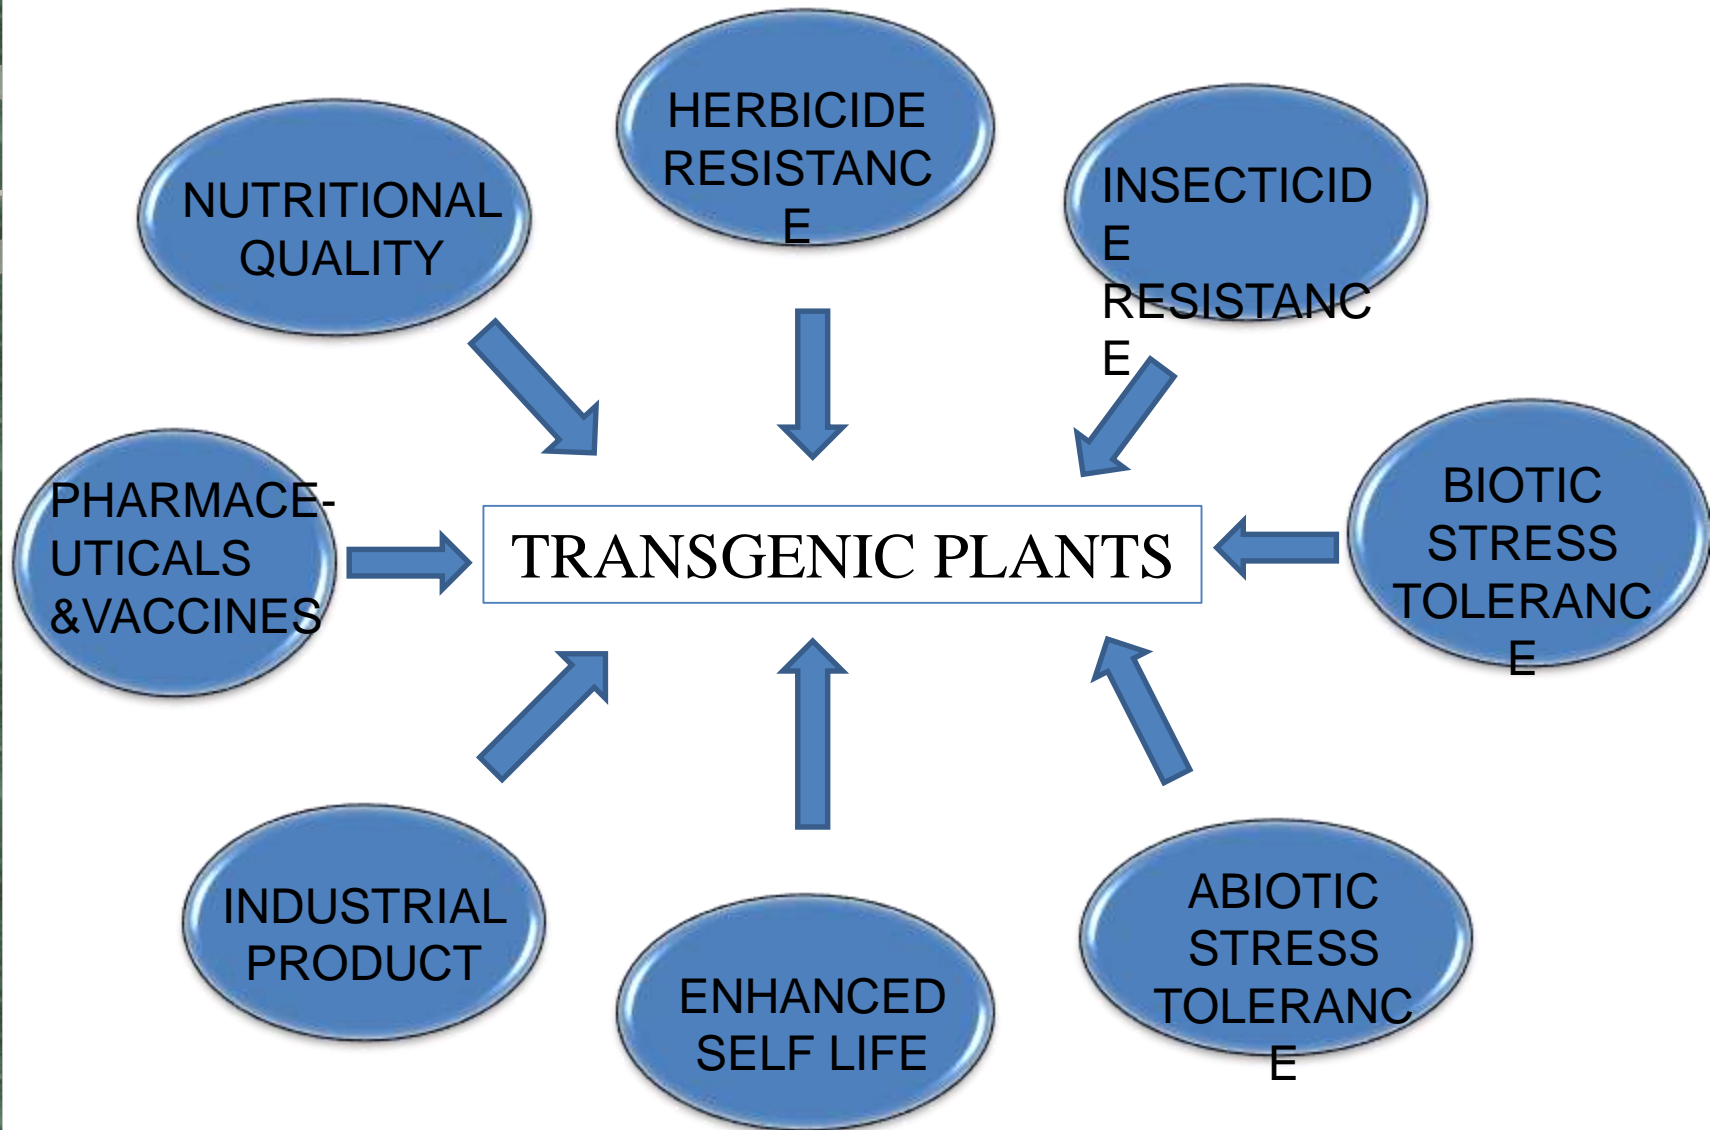 HERBICIDE
RESISTANC
E
NUTRITIONAL
QUALITY
INSECTICID
E
RESISTANC
E
PHARMACE-
UTICALS
&VACCINES
TRANSGENIC PLANTS
BIOTIC
STRESS
TOLERANC
E
INDUSTRIAL
PRODUCT
ENHANCED
SELF LIFE
ABIOTIC
STRESS
TOLERANC
E